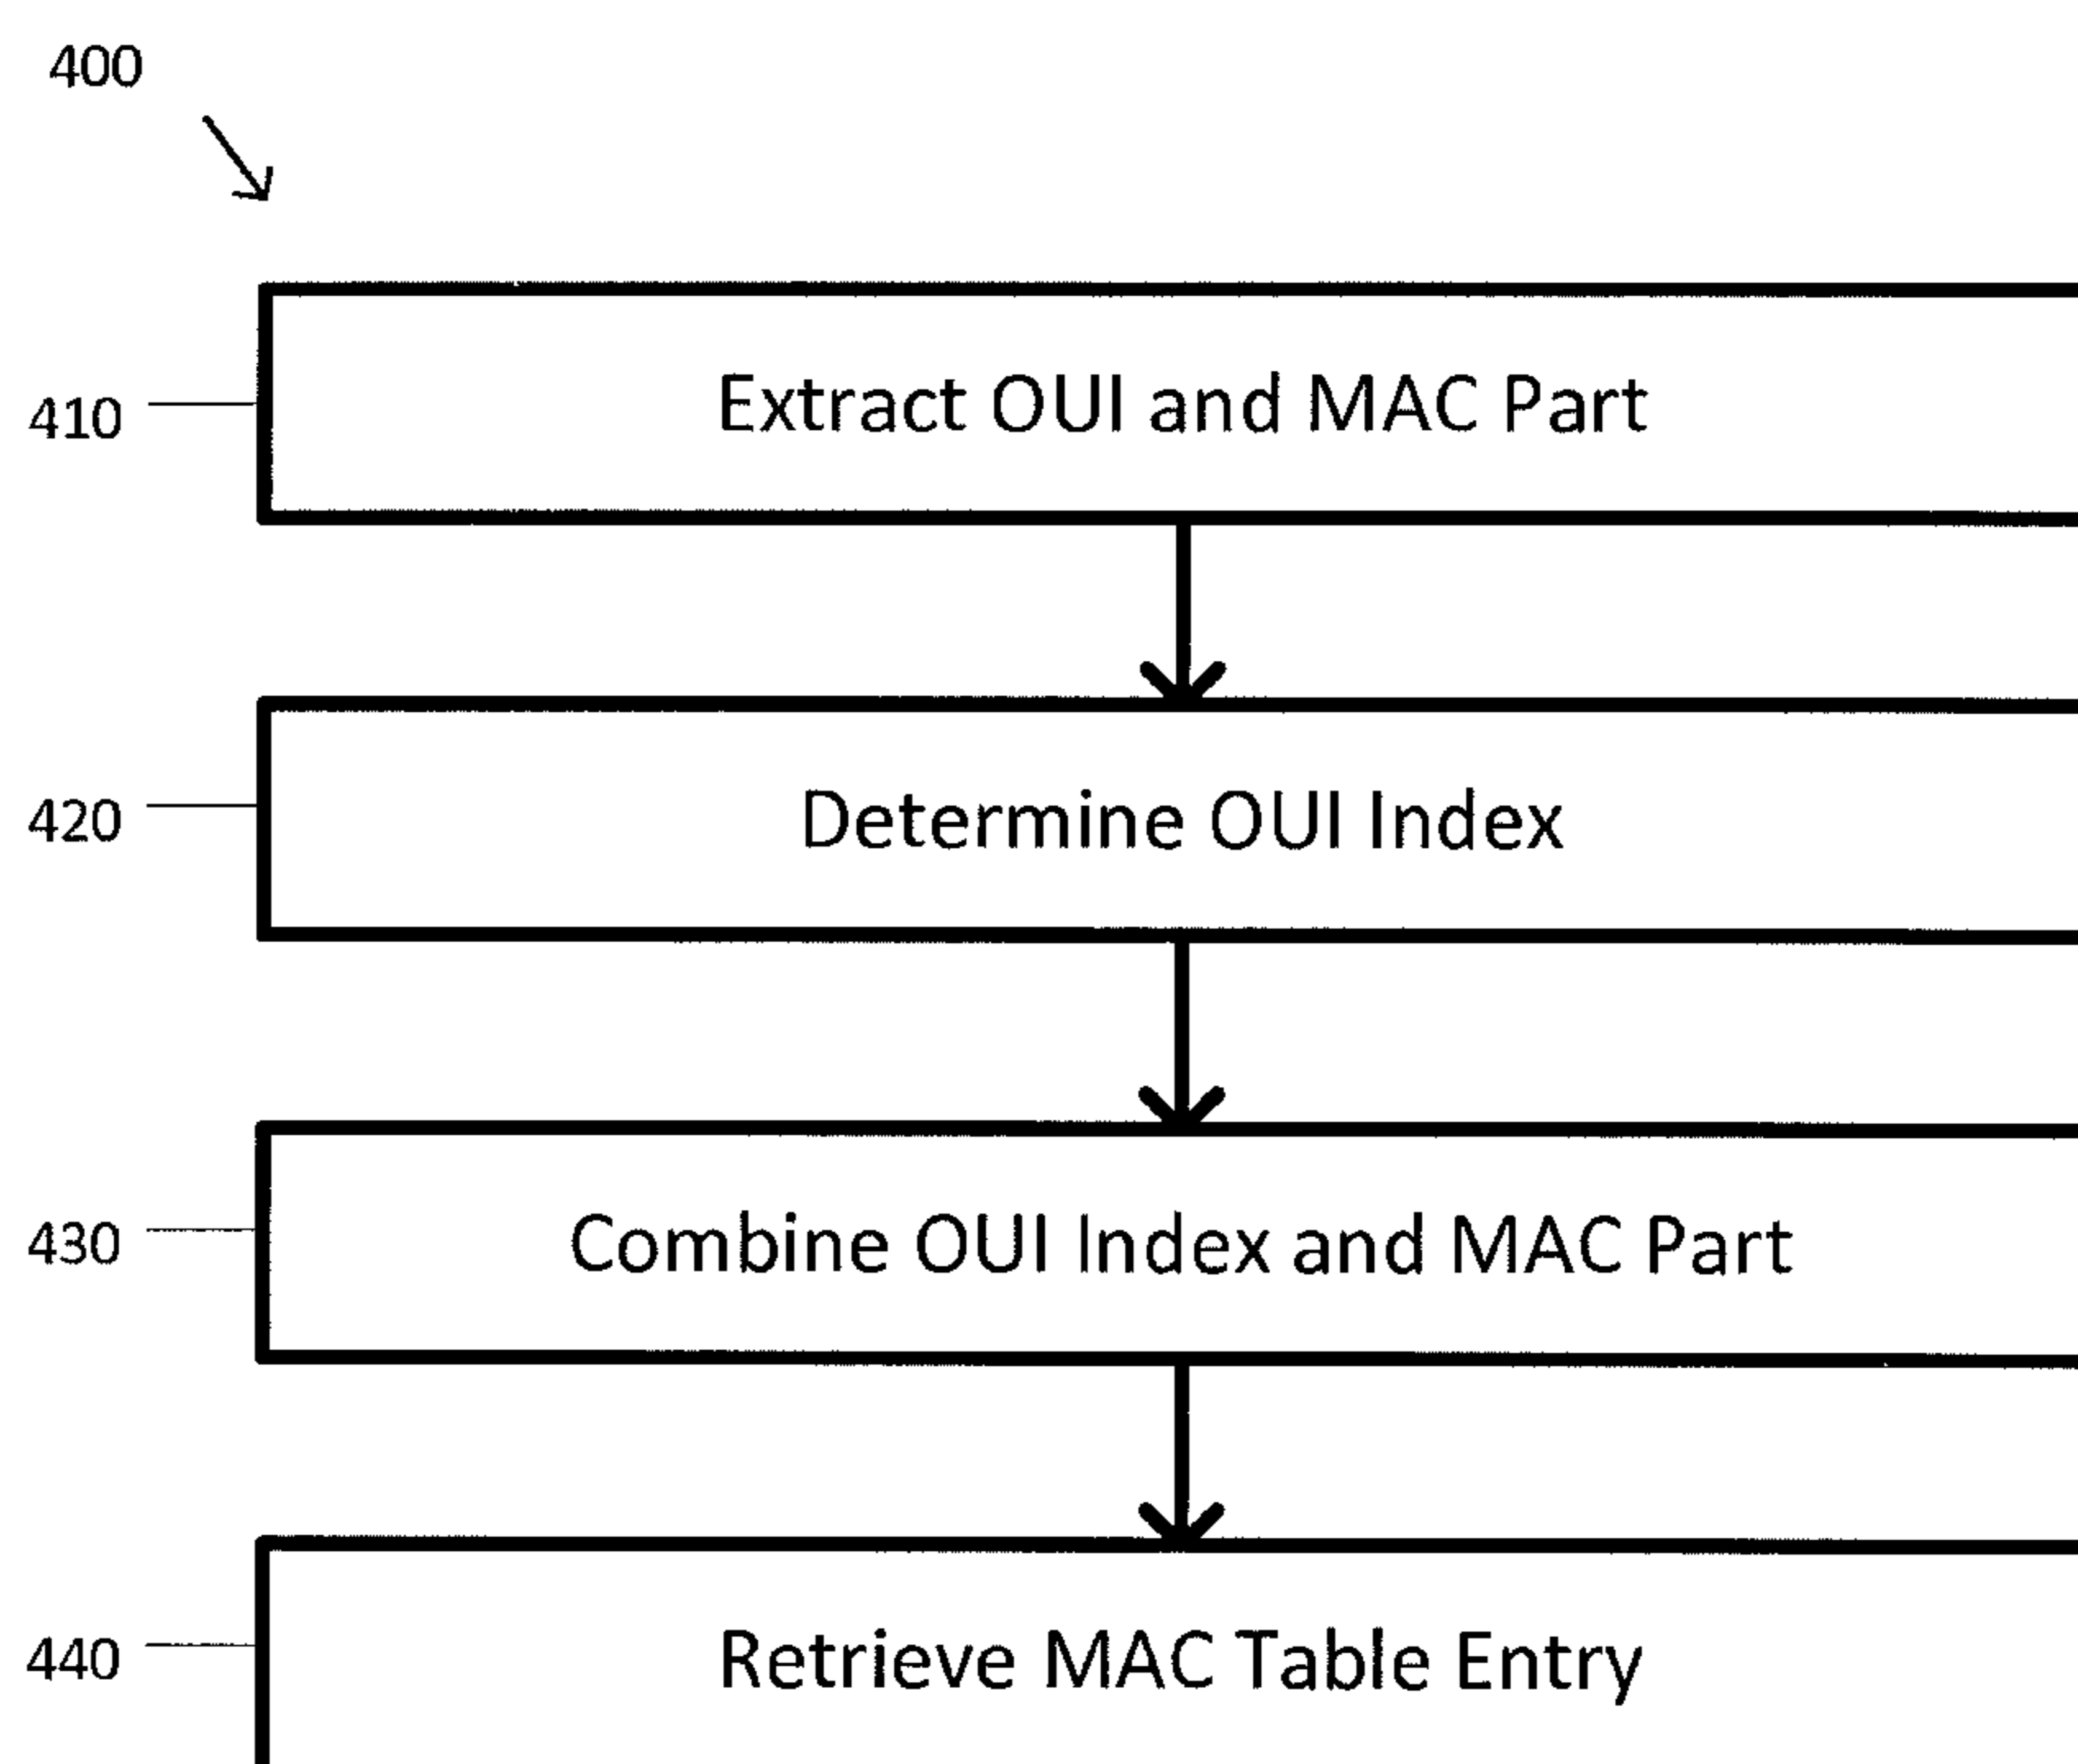 400
410
Extract OUI and MAC Part
420
Determine OUI Index
430
Combine OUI Index and MAC Part
440
Retrieve MAC Table Entry